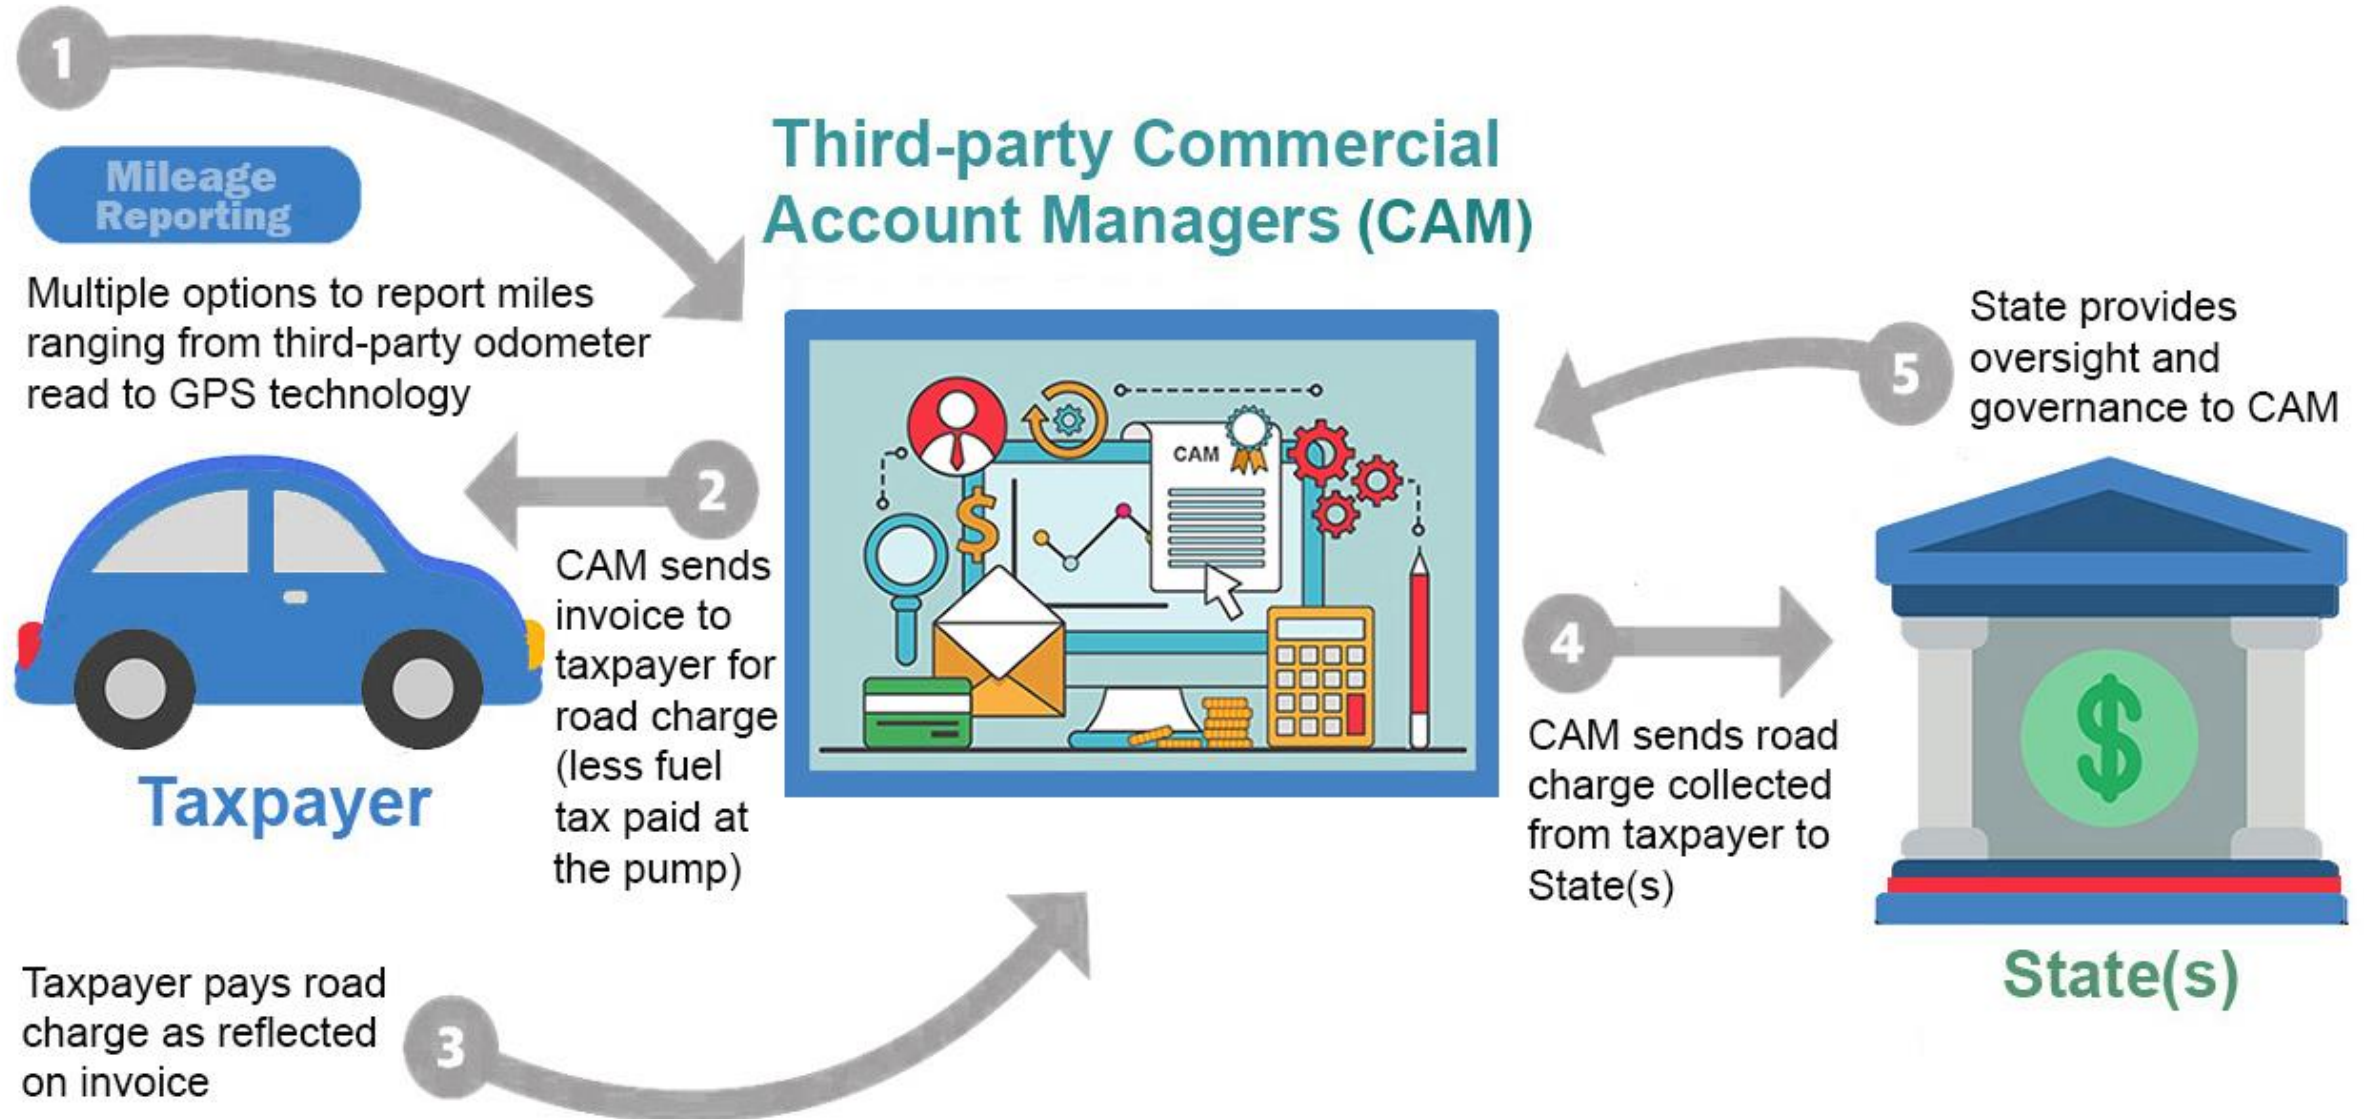 1
Mileage
Reporting
Multiple options to report miles
ranging from third-party odometer
read to GPS technology
Third-party Commercial
Account Managers (CAM)
CAM
$
2
CAM sends
invoice to
taxpayer for
road charge
(less fuel
tax paid at
the pump)
Taxpayer
3
Taxpayer pays road
charge as reflected
on invoice
4
CAM sends road
charge collected
from taxpayer to
State(s)
5
State provides
oversight and
governance to CAM
$
State(s)